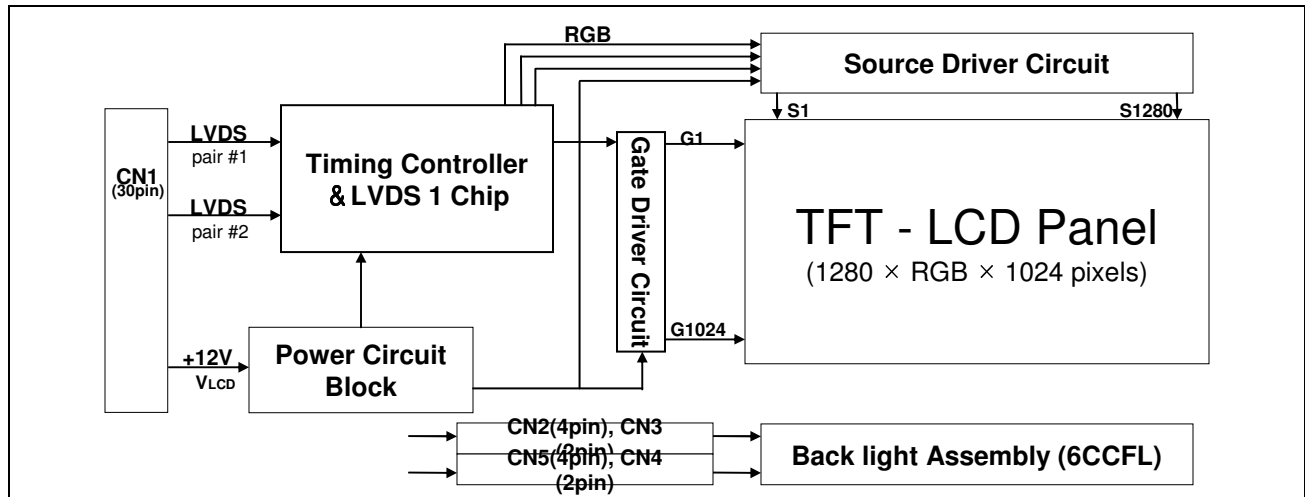 RGB
Source Driver Circuit
S1
S1280
CN1
(30pin)
LVDS
pair #1
LVDS
pair #2
Timing Controller
& LVDS 1 Chip
Gate Driver Circuit
G1
G1024
TFT - LCD Panel
(1280 × RGB × 1024 pixels)
+12V
VLCD
Power Circuit
Block
CN2(4pin), CN3
(2pin)
CN5(4pin), CN4
(2pin)
Back light Assembly (6CCFL)